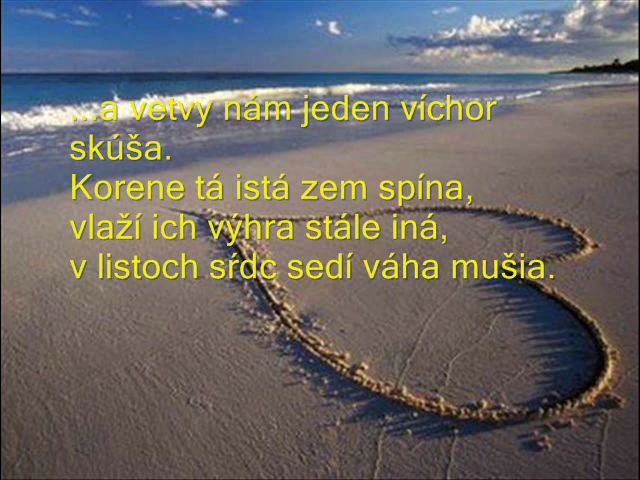 ...a vetvy nám jeden víchor
skúša.
Korene tá istá zem spína,
vlaží ich výhra stále iná,
v listoch sŕdc sedí váha mušia.